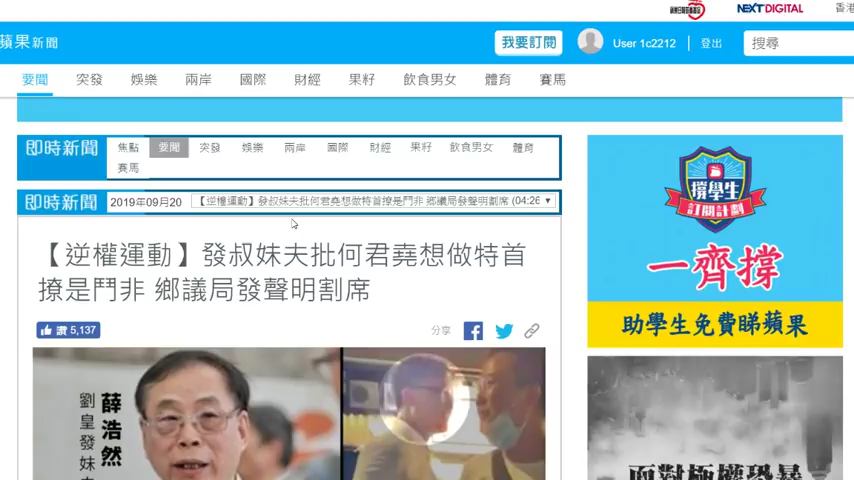 NEXT DIGITAL
香港
蘋果新聞
我要訂閱
User 1c2212
登出
搜尋
要聞 突發 娛樂 兩岸 國際 財經 果籽 飲食男女 體育 賽馬
即時新聞
焦點 要聞 突發 娛樂 兩岸 國際 財經 果籽 飲食男女 體育
賽馬
即時新聞
2019年09月20
【逆權運動】發叔妹夫批何君堯想做特首撩是鬥非 鄉議局發聲明割席 (04:26
【逆權運動】發叔妹夫批何君堯想做特首
撩是鬥非 鄉議局發聲明割席
讚 5,137
分享
薛浩然
劉皇發妹
撐學生
訂閱計劃
一齊撐
助學生免費睇蘋果
面對極權恐暴